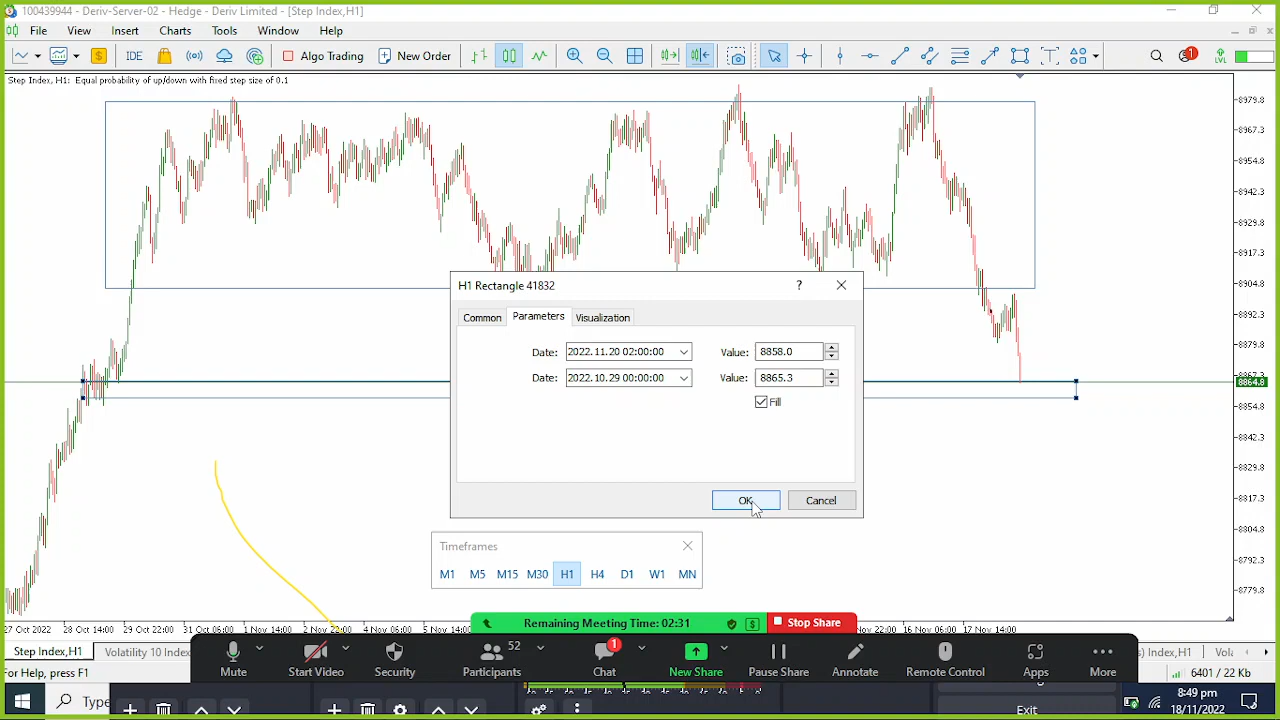 100439944 - Deriv-Server-02 - Hedge - Deriv Limited - [Step Index,H1]
File View Insert Charts Tools Window Help
IDE Algo Trading New Order
Step Index, H1: Equal probability of up/down with fixed step size of 0.1
8979.8
8967.3
8954.8
8942.3
8929.8
8917.3
8904.8
8892.3
8879.8
8867.3
8864.8
8854.8
8842.3
8829.8
8817.3
8804.8
8792.3
8779.8
H1 Rectangle 41832
Common Parameters Visualization
Date: 2022.11.20 02:00:00 Value: 8858.0
Date: 2022.10.29 00:00:00 Value: 8865.3
Fill
OK Cancel
Timeframes
M1 M5 M15 M30 H1 H4 D1 W1 MN
Remaining Meeting Time: 02:31 Stop Share
27 Oct 2022 28 Oct 14:00 29 Oct 22:00 31 Oct 06:00 1 Nov 14:00 2 Nov 22:00 4 Nov 06:00 5 Nov 14:00 16 Nov 06:00 17 Nov 14:00
Step Index,H1 Volatility 10 Index
For Help, press F1
Mute Start Video Security Participants 52 Chat 1 New Share Pause Share Annotate Remote Control Apps More
6401 / 22 Kb
Type
Exit
8:49 pm
18/11/2022